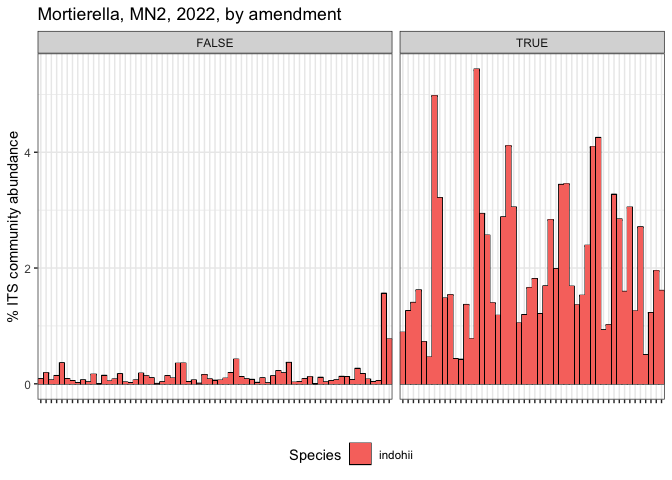 Mortierella, MN2, 2022, by amendment
FALSE
TRUE
% ITS community abundance
4
2
0
Species
indohii